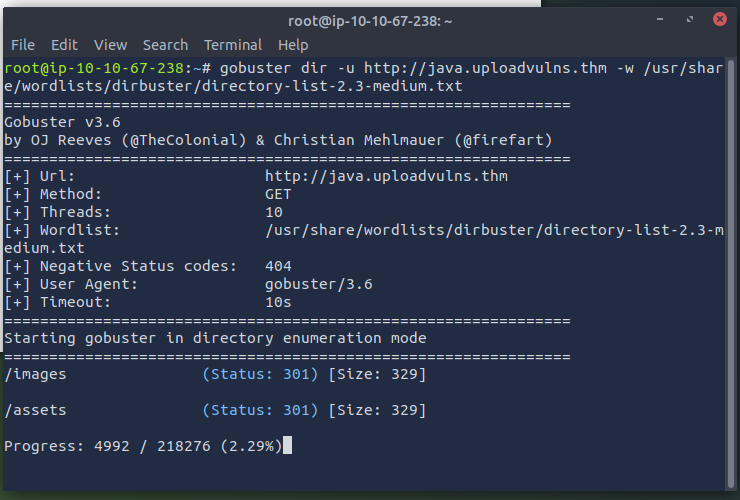 root@ip-10-10-67-238: ~
File Edit View Search Terminal Help
root@ip-10-10-67-238:~# gobuster dir -u http://java.uploadvulns.thm -w /usr/shar
e/wordlists/dirbuster/directory-list-2.3-medium.txt
===============================================================
Gobuster v3.6
by OJ Reeves (@TheColonial) & Christian Mehlmauer (@firefart)
===============================================================
[+] Url:                     http://java.uploadvulns.thm
[+] Method:                  GET
[+] Threads:                 10
[+] Wordlist:                /usr/share/wordlists/dirbuster/directory-list-2.3-m
edium.txt
[+] Negative Status codes:   404
[+] User Agent:              gobuster/3.6
[+] Timeout:                 10s
===============================================================
Starting gobuster in directory enumeration mode
===============================================================
/images               (Status: 301) [Size: 329]
/assets               (Status: 301) [Size: 329]
Progress: 4992 / 218276 (2.29%)